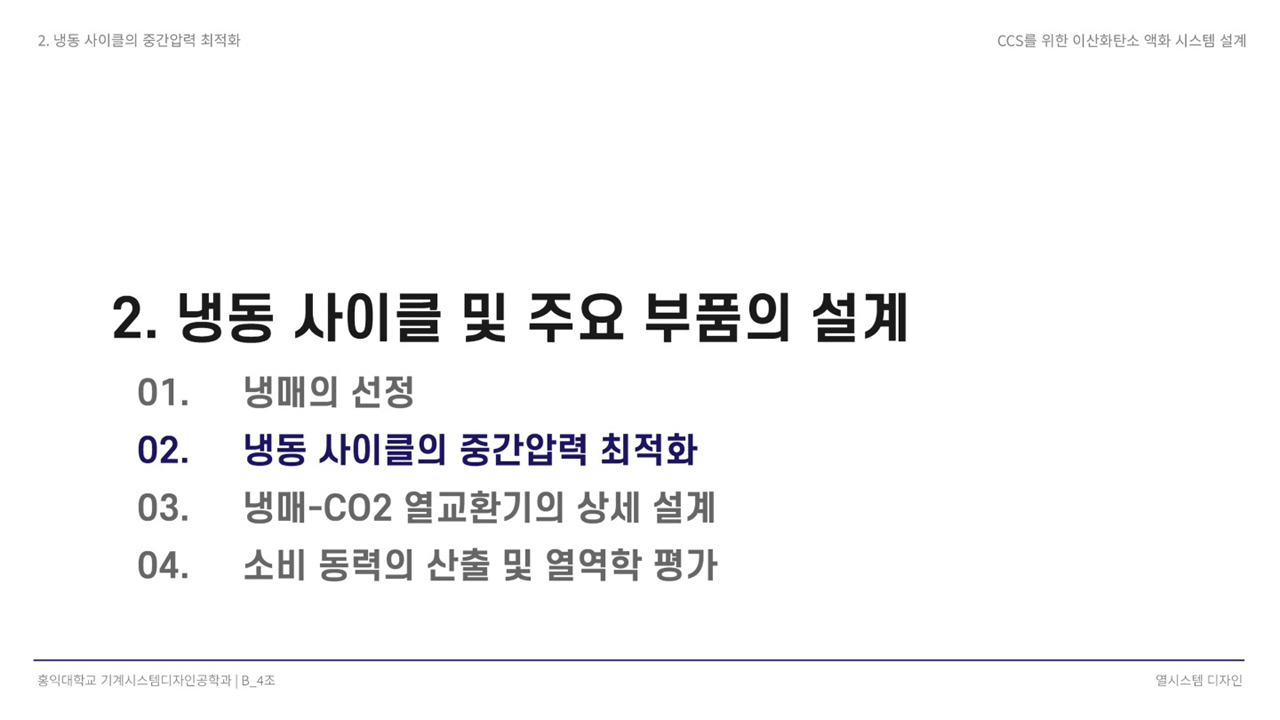 2. 냉동 사이클의 중간압력 최적화
CCS를 위한 이산화탄소 액화 시스템 설계
2. 냉동 사이클 및 주요 부품의 설계
01. 냉매의 선정
02. 냉동 사이클의 중간압력 최적화
03. 냉매-CO2 열교환기의 상세 설계
04. 소비 동력의 산출 및 열역학 평가
홍익대학교 기계시스템디자인공학과 | B_4조
열시스템 디자인